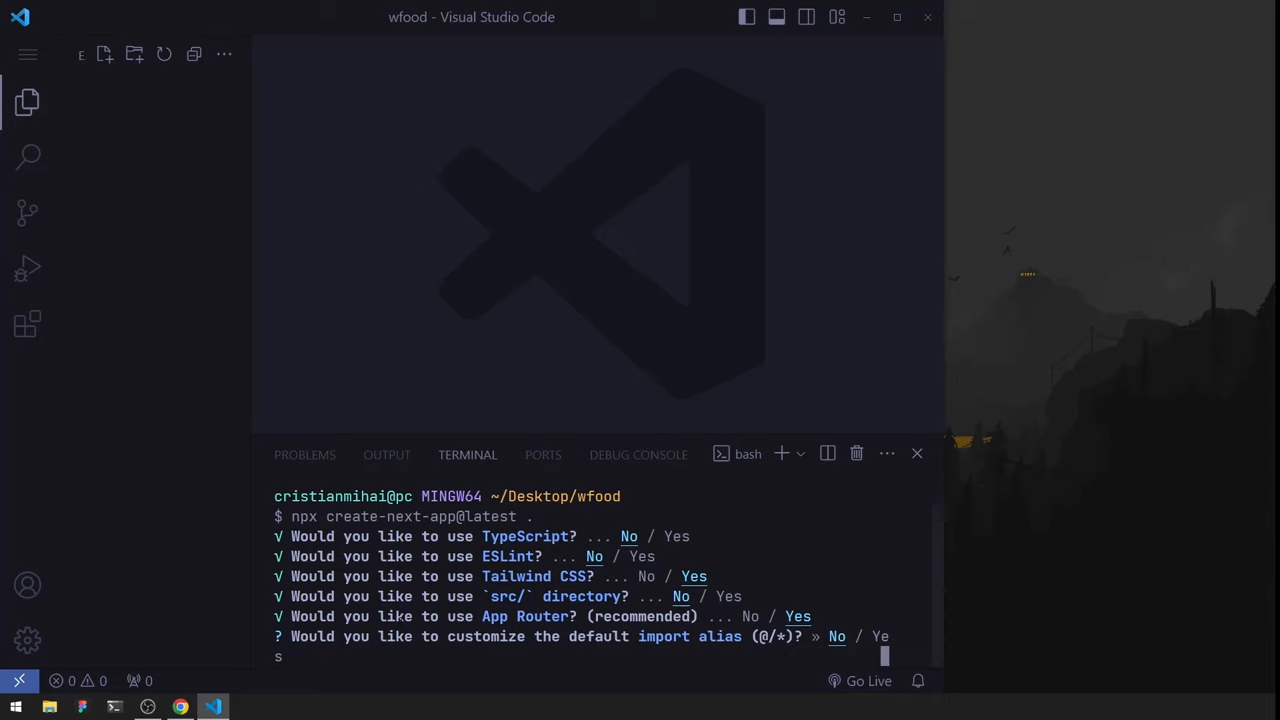 wfood - Visual Studio Code
E
PROBLEMS OUTPUT TERMINAL PORTS DEBUG CONSOLE bash
cristianmihai@pc MINGW64 ~/Desktop/wfood
$ npx create-next-app@latest .
√ Would you like to use TypeScript? ... No / Yes
√ Would you like to use ESLint? ... No / Yes
√ Would you like to use Tailwind CSS? ... No / Yes
√ Would you like to use `src/` directory? ... No / Yes
√ Would you like to use App Router? (recommended) ... No / Yes
? Would you like to customize the default import alias (@/*)? » No / Ye
s
0 0 0 Go Live